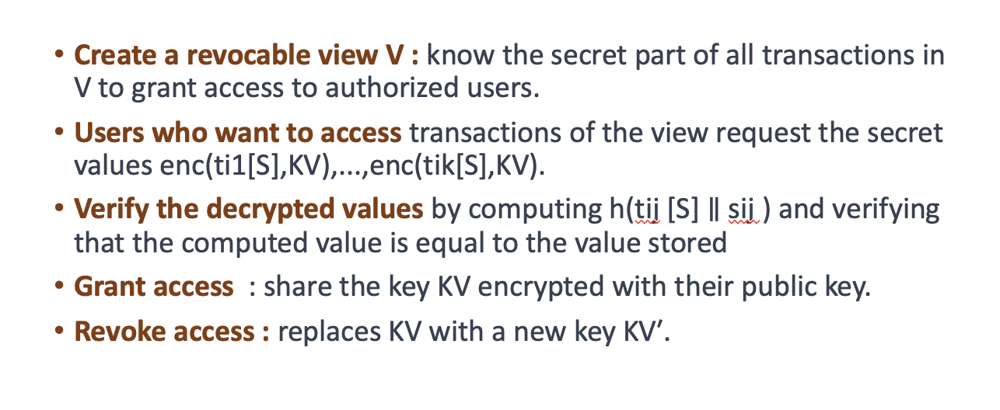 • Create a revocable view V : know the secret part of all transactions in
V to grant access to authorized users.
• Users who want to access transactions of the view request the secret
values enc(ti1[S],KV),...,enc(tik[S],KV).
• Verify the decrypted values by computing h(tij [S] ǁ sij ) and verifying
that the computed value is equal to the value stored
• Grant access  : share the key KV encrypted with their public key.
• Revoke access : replaces KV with a new key KV′.